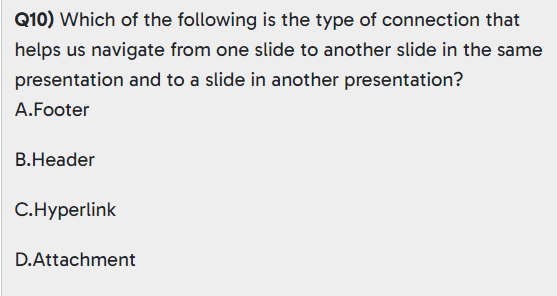 Q10) Which of the following is the type of connection that
helps us navigate from one slide to another slide in the same
presentation and to a slide in another presentation?
A.Footer
B.Header
C.Hyperlink
D.Attachment